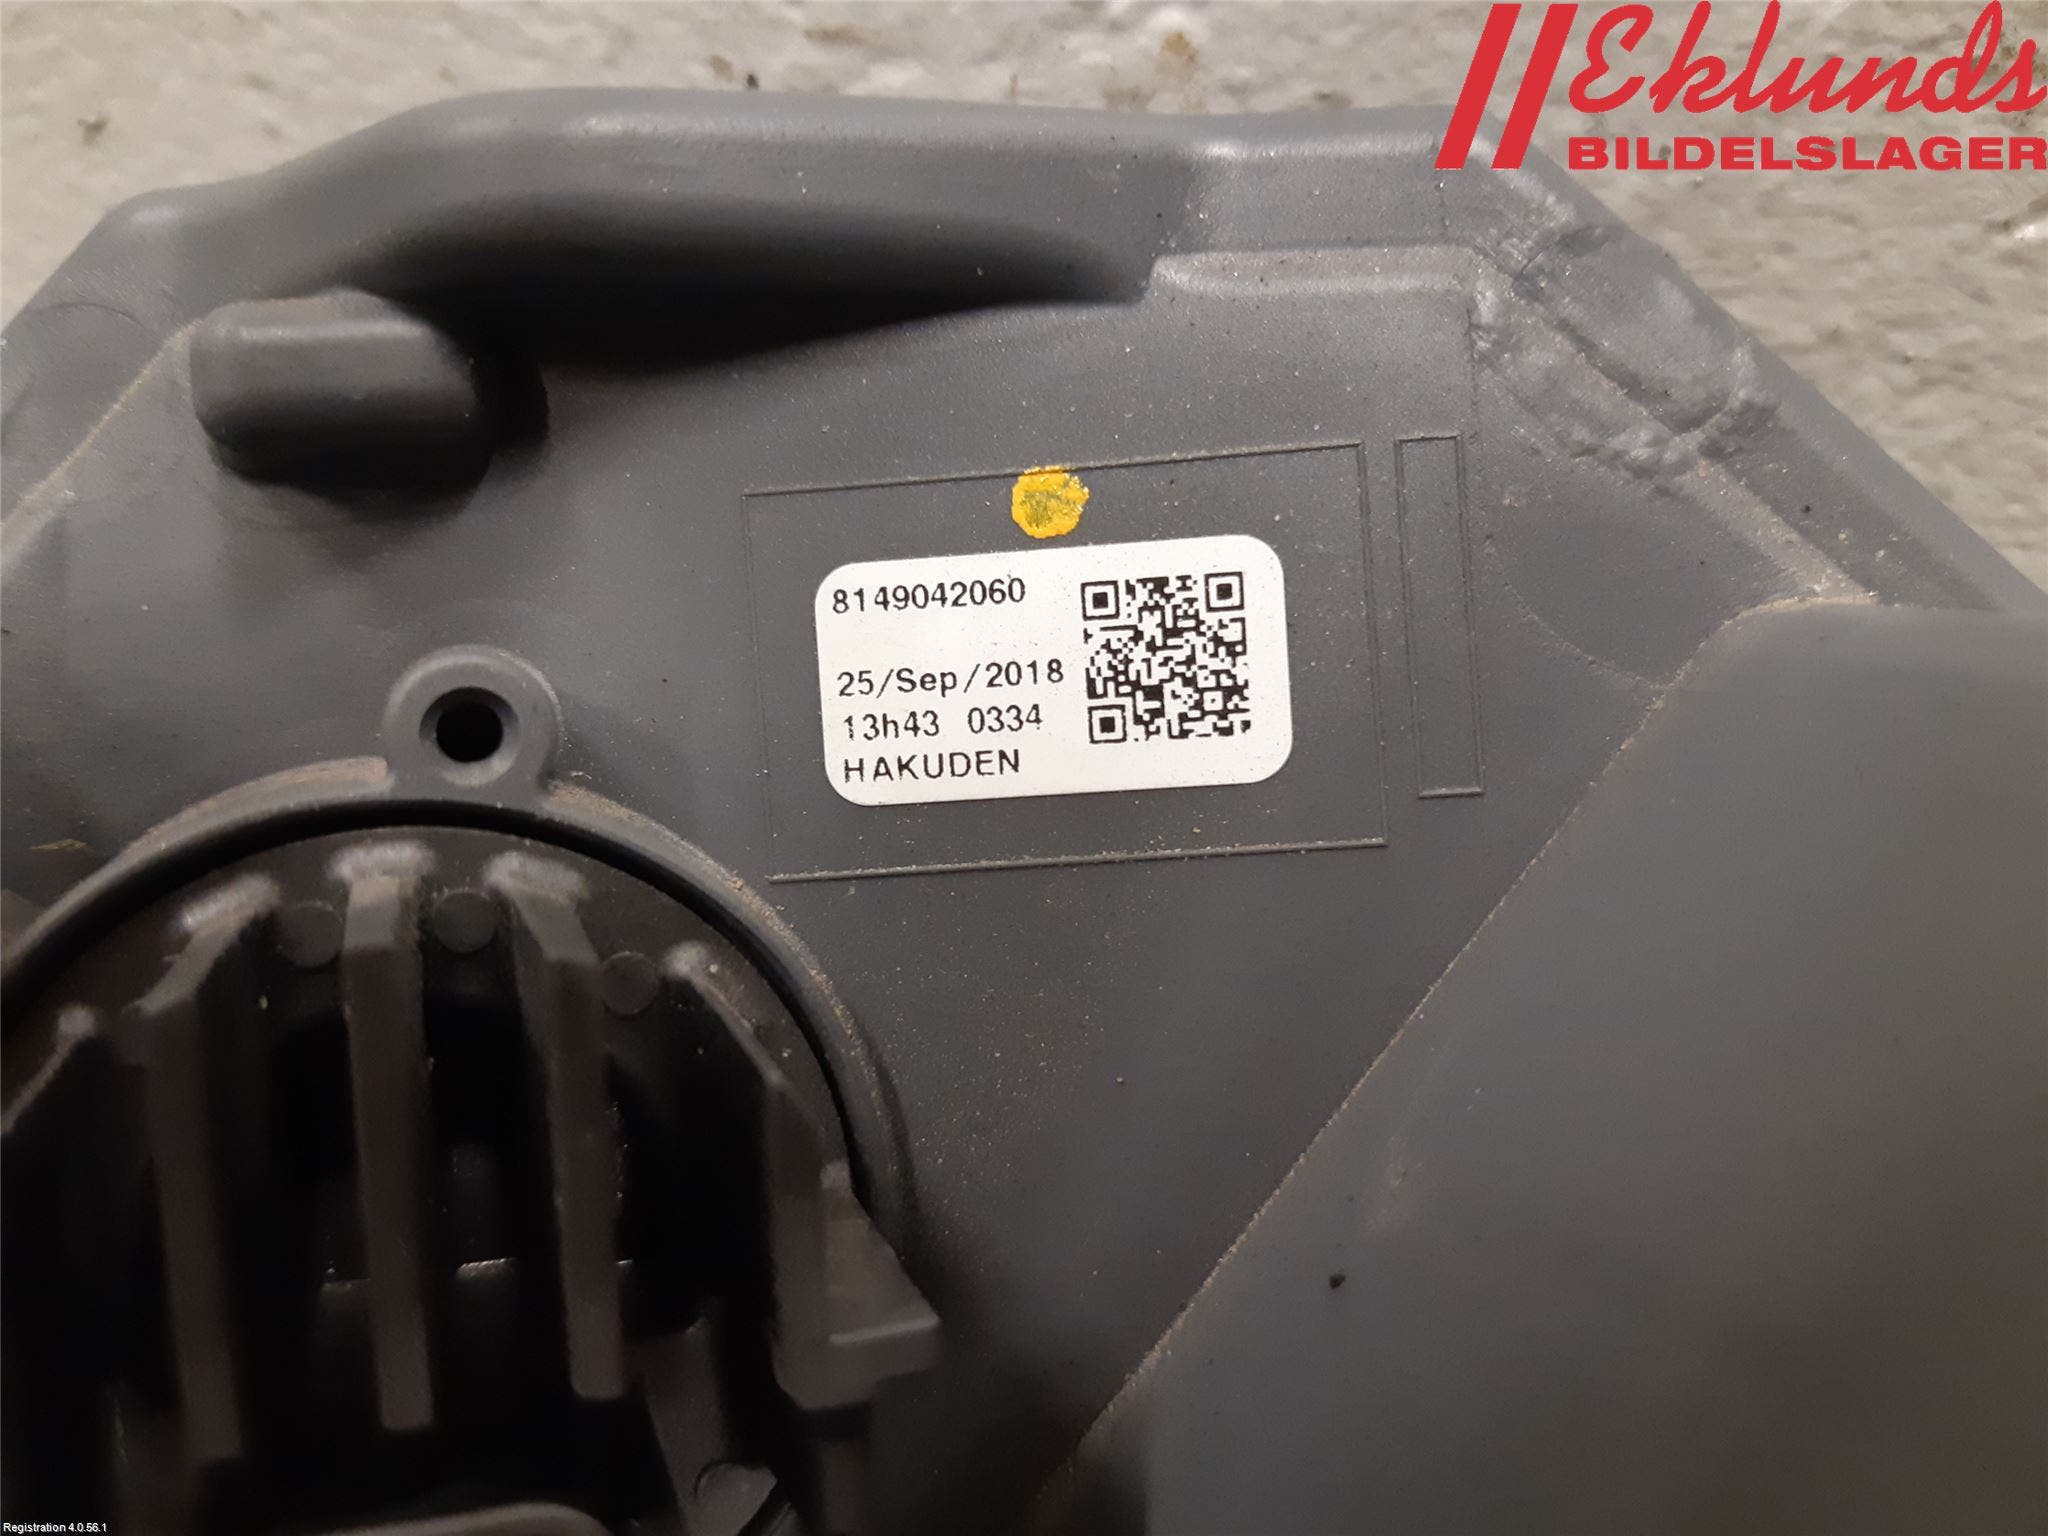 Eklunds
BILDELSLAGER
8149042060
25/Sep/2018
13h43 0334
HAKUDEN
Registration 4.0.56.1